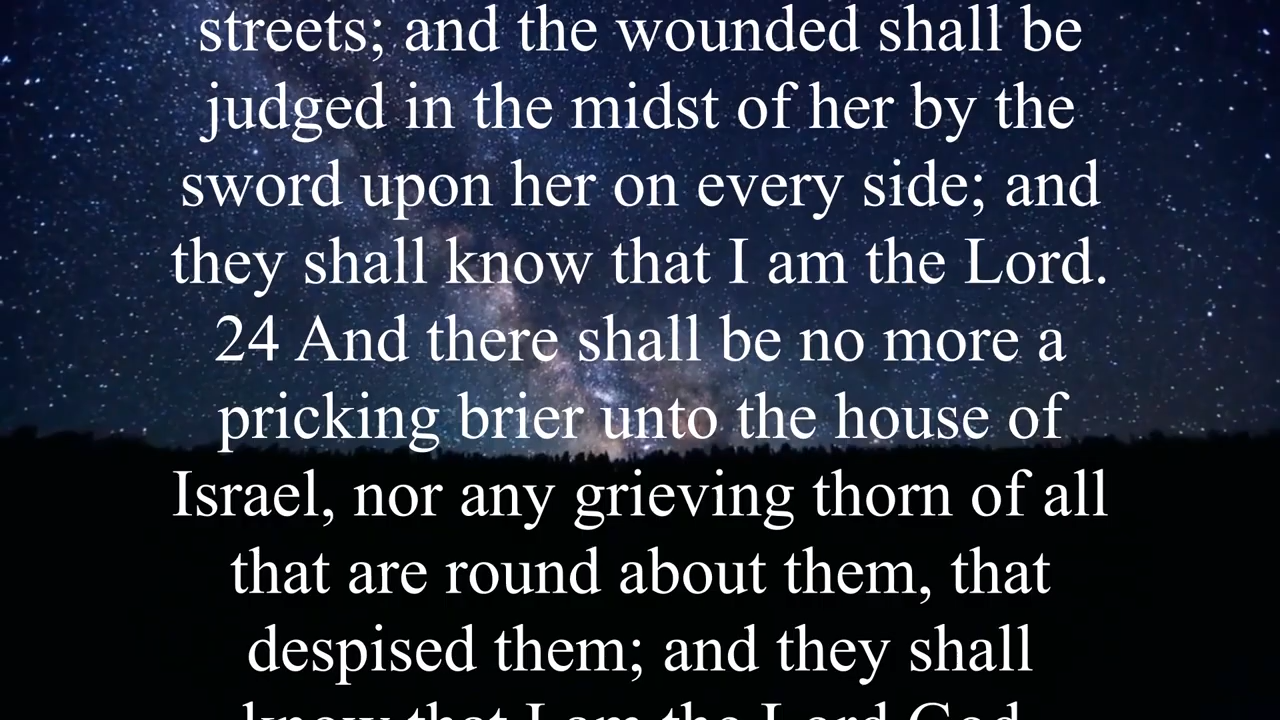 streets; and the wounded shall be
judged in the midst of her by the
sword upon her on every side; and
they shall know that I am the Lord.
24 And there shall be no more a
pricking brier unto the house of
Israel, nor any grieving thorn of all
that are round about them, that
despised them; and they shall
know that I am the Lord God.